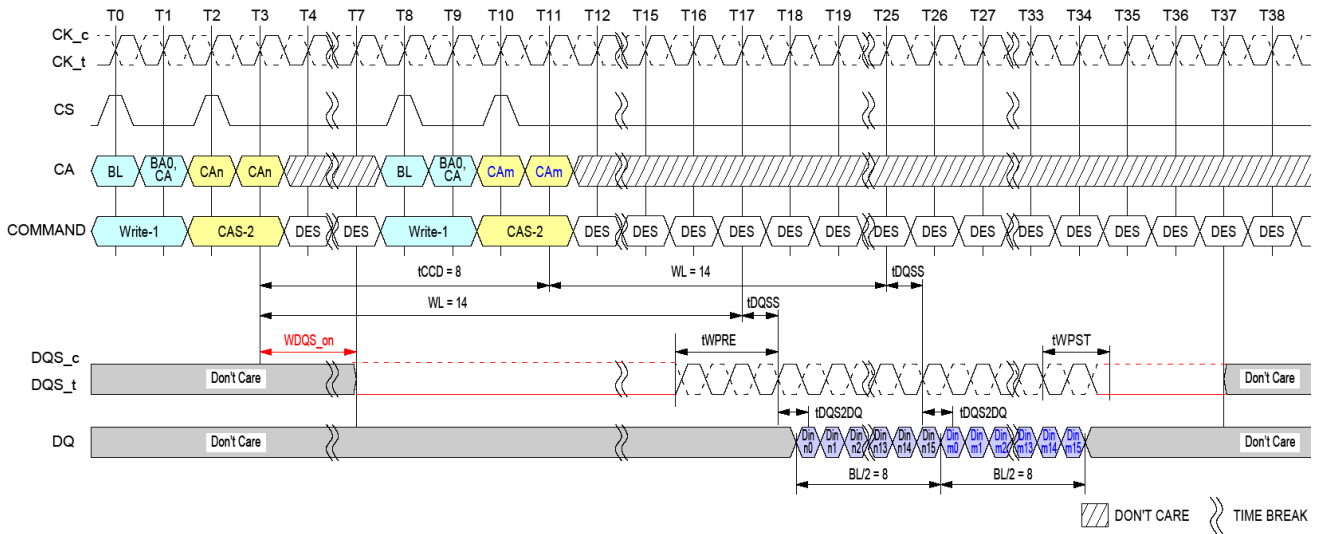 T0 T1 T2 T3 T4 T7 T8 T9 T10 T11 T12 T15 T16 T17 T18 T19 T25 T26 T27 T33 T34 T35 T36 T37 T38
CK_c
CK_t
CS
CA BL BA0, CA CAn CAn BL BA0, CA CAm CAm
COMMAND Write-1 CAS-2 DES DES Write-1 CAS-2 DES DES DES DES DES DES DES DES DES DES DES DES DES DES DES
tCCD = 8 WL = 14 tDQSS
WL = 14 tDQSS
WDQS_on tWPRE tWPST
DQS_c
DQS_t Don't Care Don't Care
tDQS2DQ tDQS2DQ
DQ Don't Care Din n0 Din n1 Din n2 Din n13 Din n14 Din n15 Din m0 Din m1 Din m2 Din m13 Din m14 Din m15 Don't Care
BL/2 = 8 BL/2 = 8
DON'T CARE TIME BREAK